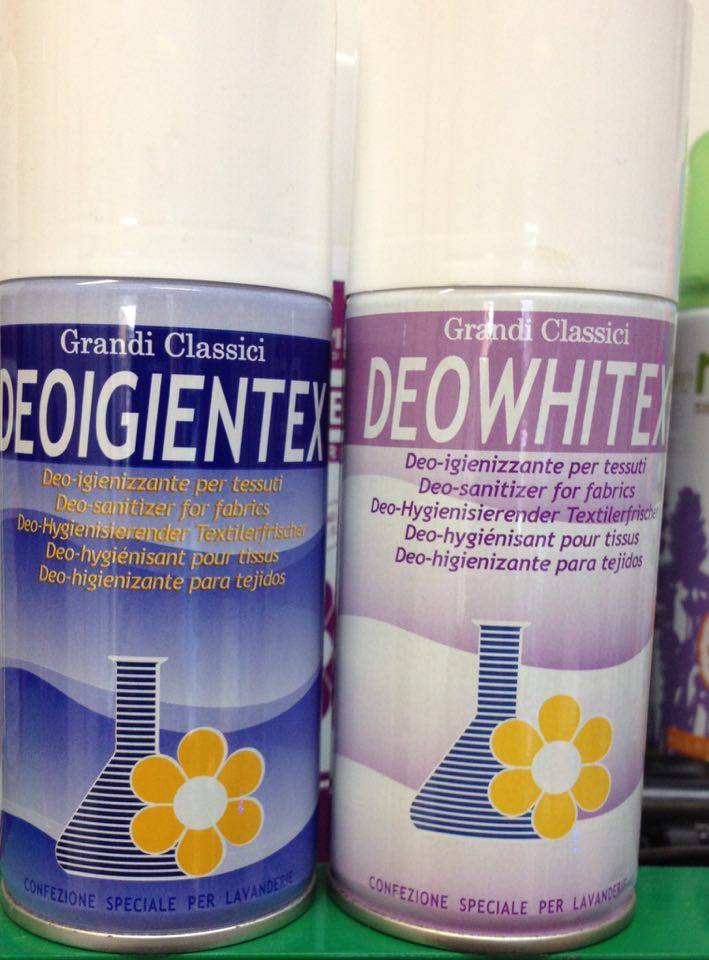 Grandi Classici
DEOIGIENTEX
Deo-igienizzante per tessuti
Deo-sanitizer for fabrics
Deo-Hygienisierender Textilerfrischer
Deo-hygiénisant pour tissus
Deo-higienizante para tejidos
CONFEZIONE SPECIALE PER LAVANDERIE
Grandi Classici
DEOWHITEX
Deo-igienizzante per tessuti
Deo-sanitizer for fabrics
Deo-Hygienisierender Textilerfrischer
Deo-hygiénisant pour tissus
Deo-higienizante para tejidos
CONFEZIONE SPECIALE PER LAVANDERIE